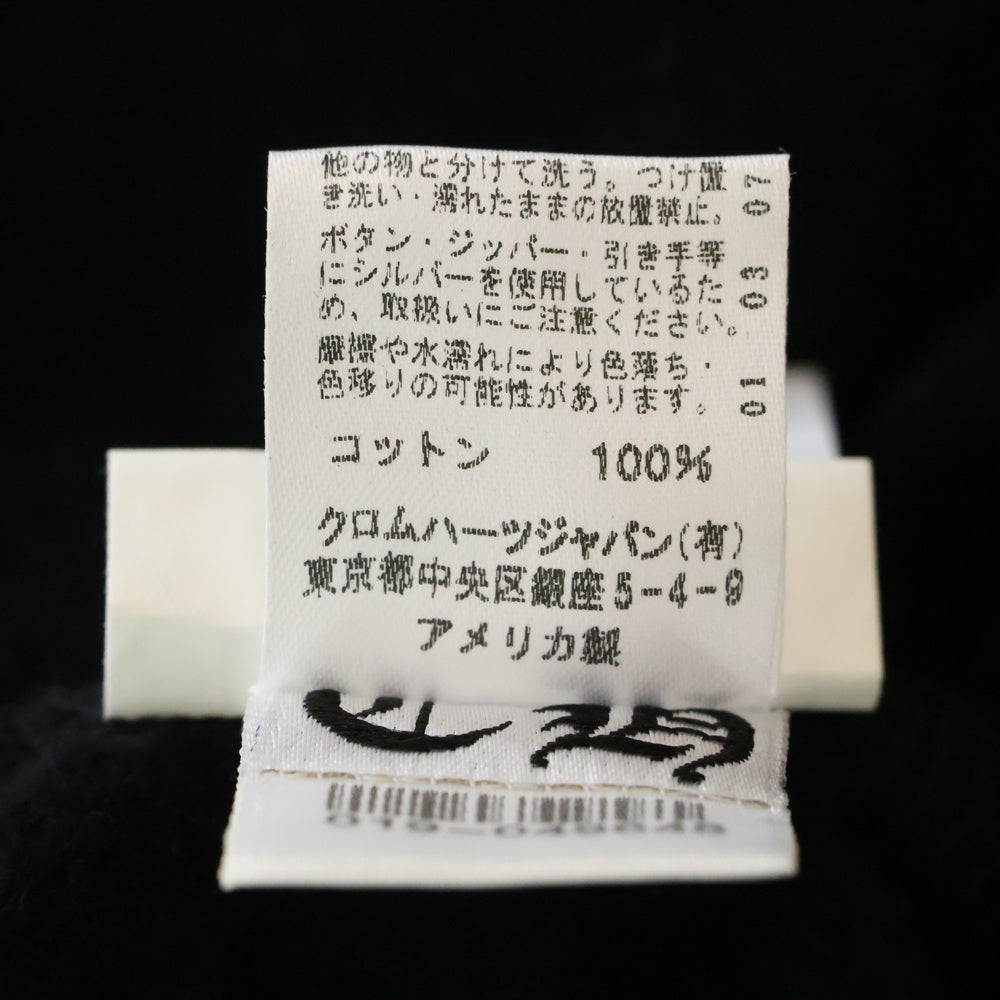 他の物と分けて洗う。つけ置
き洗い・濡れたままの放置禁止。
ボタン・ジッパー・引き手等
にシルバーを使用しているた
め、取扱いにご注意ください。
摩擦や水濡れにより色落ち・
色移りの可能性があります。
コットン 100%
クロムハーツジャパン(有)
東京都中央区銀座5-4-9
アメリカ製
01 03 07
CH